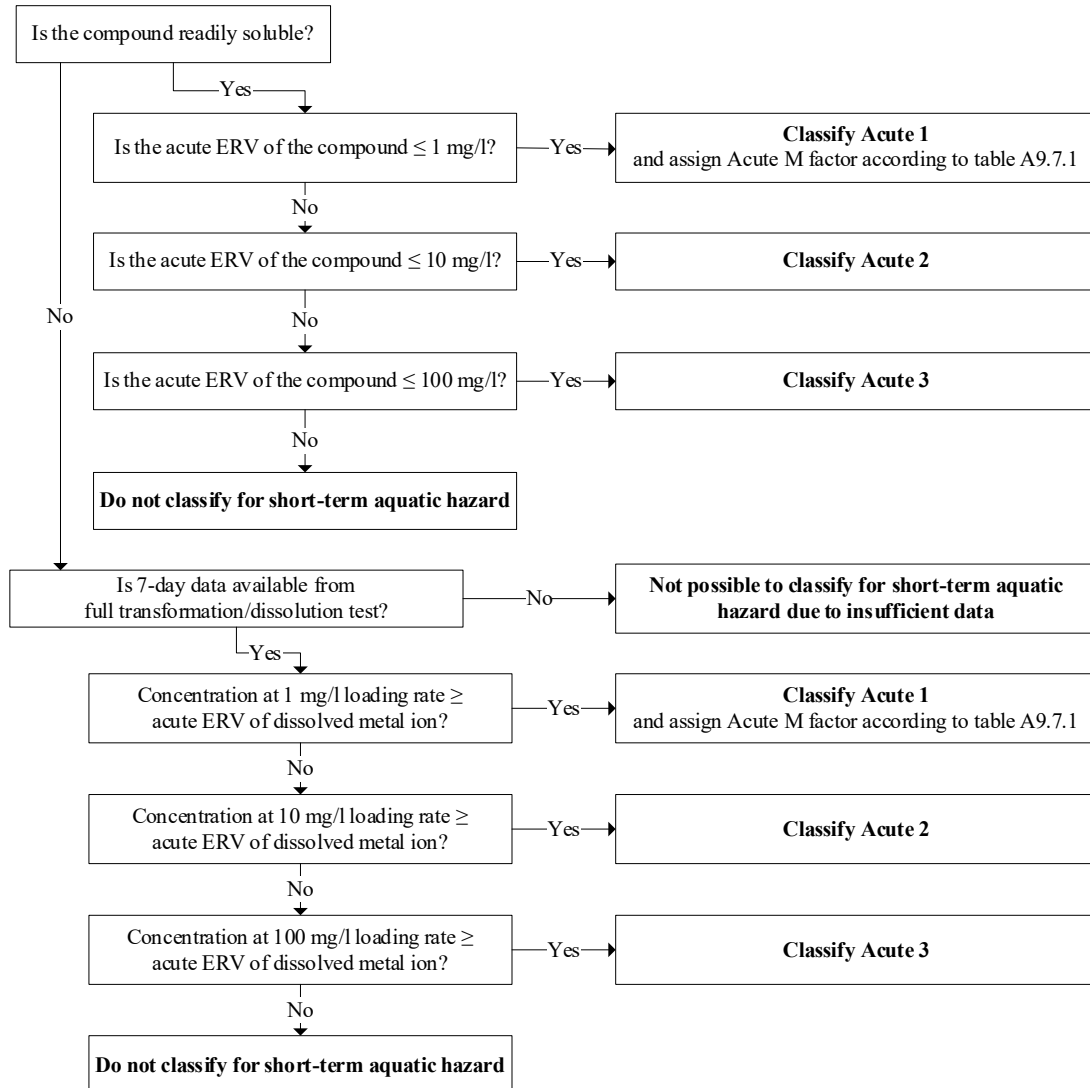 Is the compound readily soluble?
Yes
Is the acute ERV of the compound ≤ 1 mg/l?
Yes
Classify Acute 1
and assign Acute M factor according to table A9.7.1
No
Is the acute ERV of the compound ≤ 10 mg/l?
Yes
Classify Acute 2
No
No
Is the acute ERV of the compound ≤ 100 mg/l?
Yes
Classify Acute 3
No
Do not classify for short-term aquatic hazard
Is 7-day data available from
full transformation/dissolution test?
No
Not possible to classify for short-term aquatic
hazard due to insufficient data
Yes
Concentration at 1 mg/l loading rate ≥
acute ERV of dissolved metal ion?
Yes
Classify Acute 1
and assign Acute M factor according to table A9.7.1
No
Concentration at 10 mg/l loading rate ≥
acute ERV of dissolved metal ion?
Yes
Classify Acute 2
No
Concentration at 100 mg/l loading rate ≥
acute ERV of dissolved metal ion?
Yes
Classify Acute 3
No
Do not classify for short-term aquatic hazard